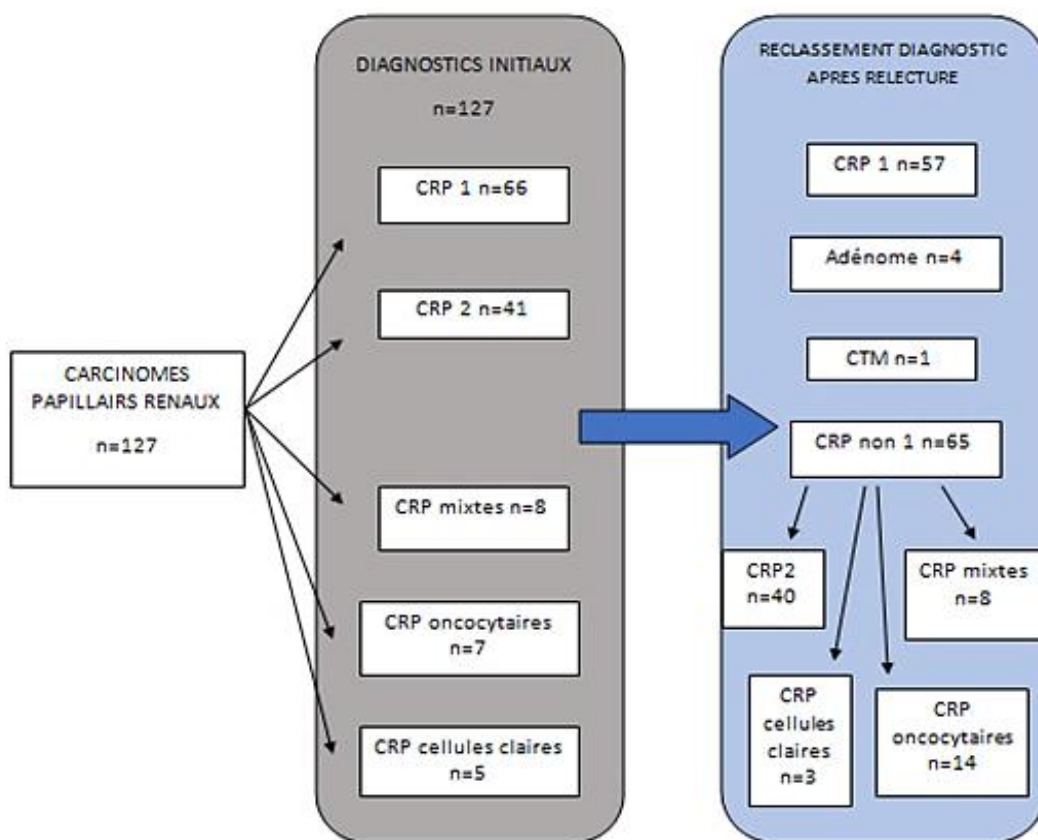 CARCINOMES
PAPILLAIRS RENAUX
n=127
DIAGNOSTICS INITIAUX
n=127
CRP 1 n=66
CRP 2 n=41
CRP mixtes n=8
CRP oncocytaires
n=7
CRP cellules claires
n=5
RECLASSEMENT DIAGNOSTIC
APRES RELECTURE
CRP 1 n=57
Adénome n=4
CTM n=1
CRP non 1 n=65
CRP2
n=40
CRP mixtes
n=8
CRP
cellules
claires
n=3
CRP
oncocytaires
n=14